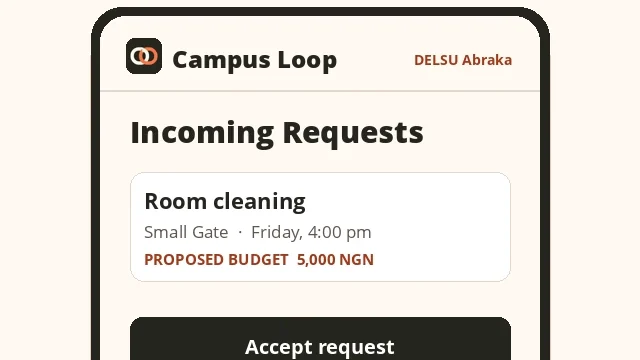 Campus Loop
DELSU Abraka
Incoming Requests
Room cleaning
Small Gate · Friday, 4:00 pm
PROPOSED BUDGET 5,000 NGN
Accept request